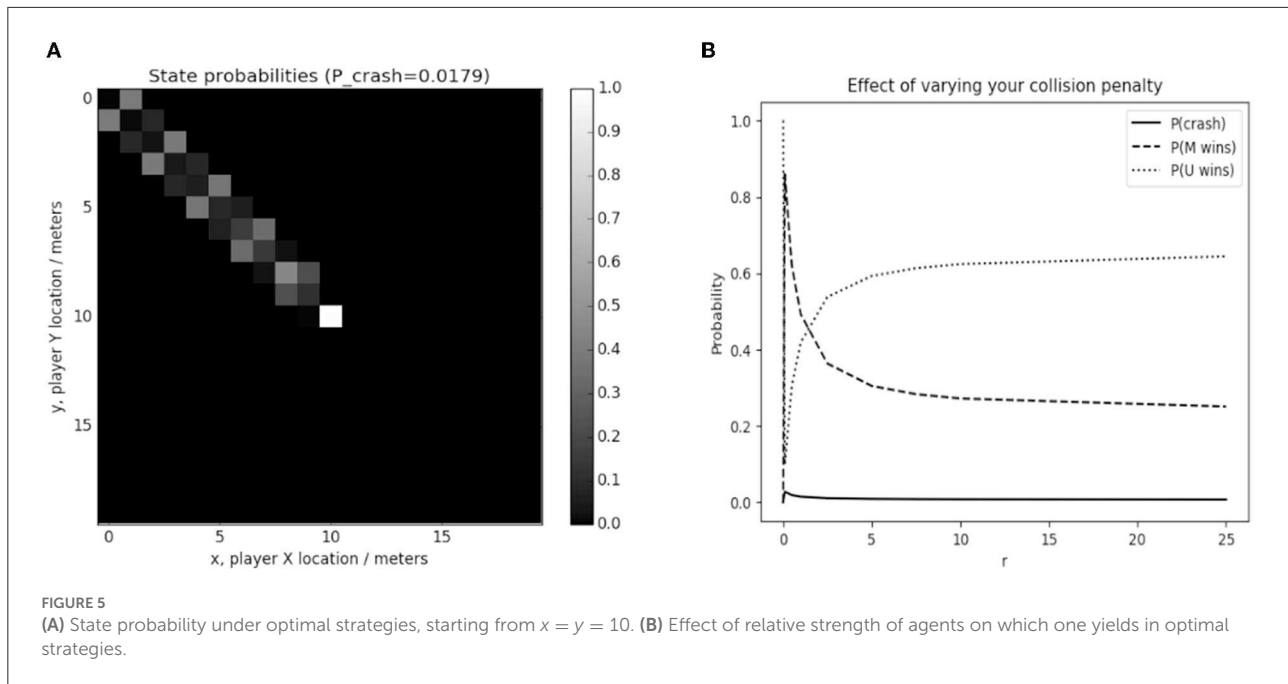 A
State probabilities (P_crash=0.0179)
0
5
10
15
y, player Y location / meters
0 5 10 15
x, player X location / meters
1.0
0.9
0.8
0.7
0.6
0.5
0.4
0.3
0.2
0.1
0.0
B
Effect of varying your collision penalty
P(crash)
P(M wins)
P(U wins)
1.0
0.8
0.6
0.4
0.2
0.0
Probability
0 5 10 15 20 25
r
FIGURE 5
(A) State probability under optimal strategies, starting from x = y = 10. (B) Effect of relative strength of agents on which one yields in optimal
strategies.